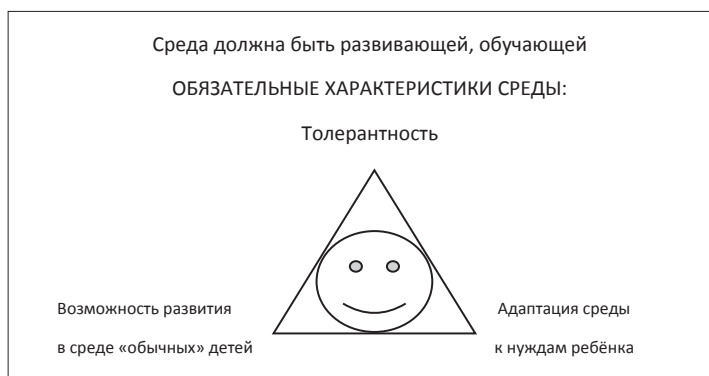 Среда должна быть развивающей, обучающей
ОБЯЗАТЕЛЬНЫЕ ХАРАКТЕРИСТИКИ СРЕДЫ:
Толерантность
Возможность развития
в среде «обычных» детей
Адаптация среды
к нуждам ребёнка